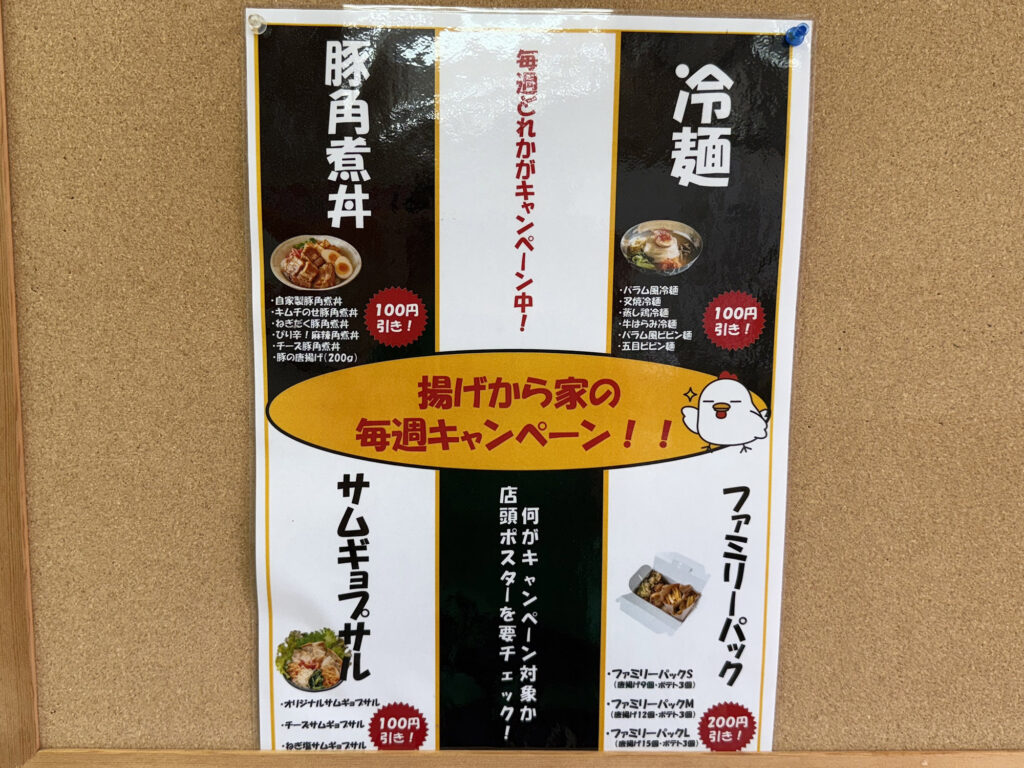 豚角煮丼
・自家製豚角煮丼
・キムチのせ豚角煮丼
・ねぎだく豚角煮丼
・ぴり辛！麻辣角煮丼
・チーズ豚角煮丼
・豚の唐揚げ（200g）
100円
引き！
毎週どれかがキャンペーン中！
冷麺
・パラム風冷麺
・叉焼冷麺
・蒸し鶏冷麺
・牛はらみ冷麺
・パラム風ビビン麺
・五目ビビン麺
100円
引き！
揚げから家の
毎週キャンペーン！！
サムギョプサル
・オリジナルサムギョプサル
・チーズサムギョプサル
・ねぎ塩サムギョプサル
100円
引き！
何がキャンペーン対象か
店頭ポスターを要チェック！
ファミリーパック
・ファミリーパックS
（唐揚げ9個・ポテト3個）
・ファミリーパックM
（唐揚げ12個・ポテト3個）
・ファミリーパックL
（唐揚げ15個・ポテト3個）
200円
引き！